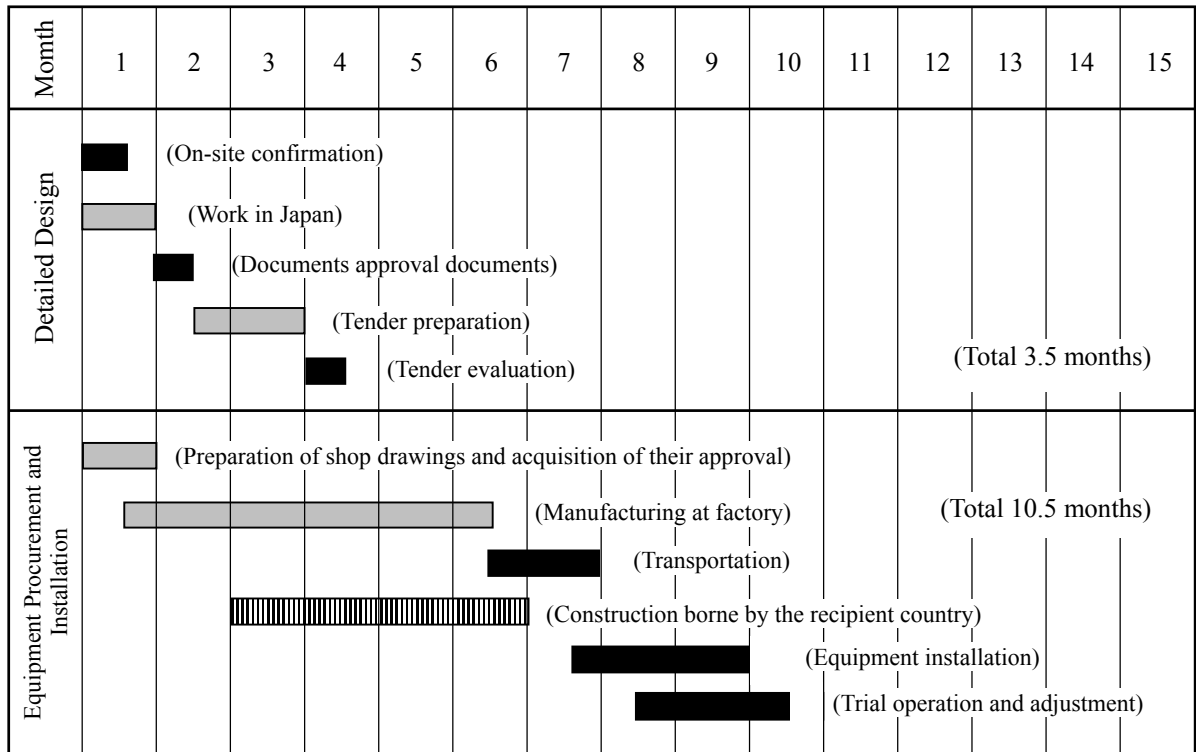 Momth 1 2 3 4 5 6 7 8 9 10 11 12 13 14 15
Detailed Design
(On-site confirmation)
(Work in Japan)
(Documents approval documents)
(Tender preparation)
(Total 3.5 months)
(Tender evaluation)
Equipment Procurement and
Installation
(Preparation of shop drawings and acquisition of their approval)
(Manufacturing at factory)
(Total 10.5 months)
(Transportation)
(Construction borne by the recipient country)
(Equipment installation)
(Trial operation and adjustment)